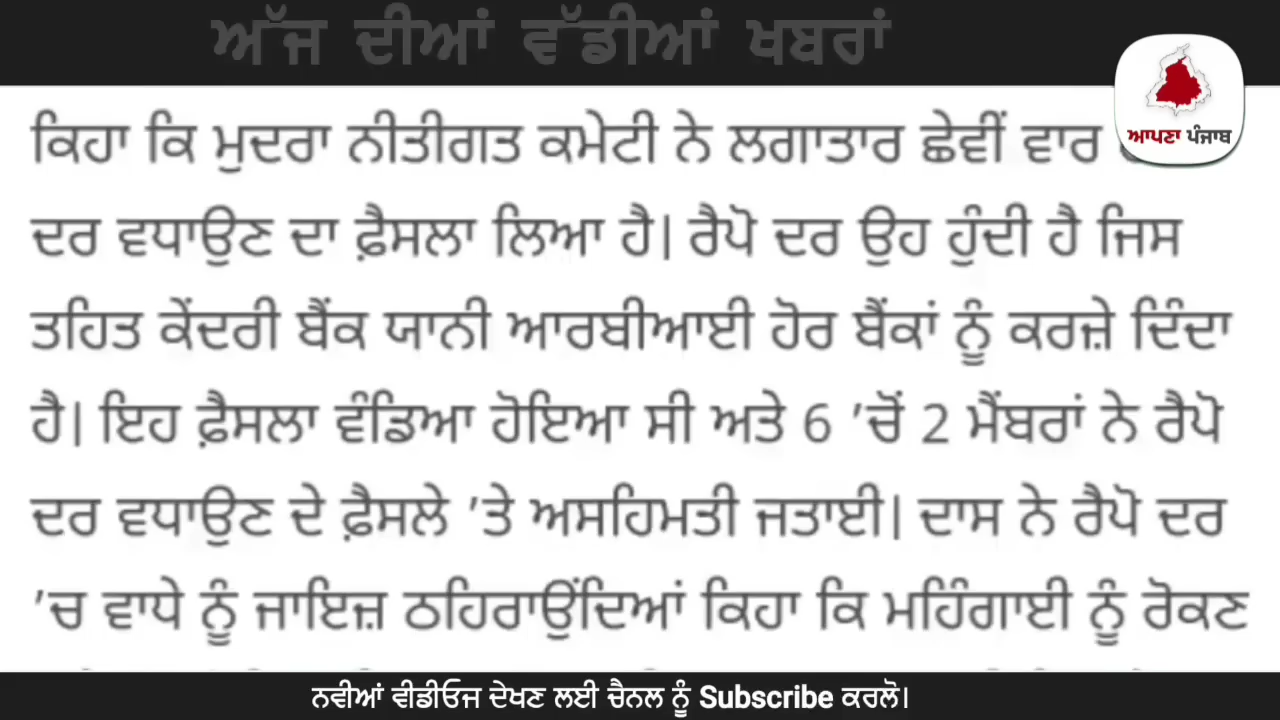 ਅੱਜ ਦੀਆਂ ਵੱਡੀਆਂ ਖਬਰਾਂ
ਆਪਣਾ ਪੰਜਾਬ
ਕਿਹਾ ਕਿ ਮੁਦਰਾ ਨੀਤੀਗਤ ਕਮੇਟੀ ਨੇ ਲਗਾਤਾਰ ਛੇਵੀਂ ਵਾਰ
ਦਰ ਵਧਾਉਣ ਦਾ ਫ਼ੈਸਲਾ ਲਿਆ ਹੈ| ਰੈਪੋ ਦਰ ਉਹ ਹੁੰਦੀ ਹੈ ਜਿਸ
ਤਹਿਤ ਕੇਂਦਰੀ ਬੈਂਕ ਯਾਨੀ ਆਰਬੀਆਈ ਹੋਰ ਬੈਂਕਾਂ ਨੂੰ ਕਰਜ਼ੇ ਦਿੰਦਾ
ਹੈ| ਇਹ ਫ਼ੈਸਲਾ ਵੰਡਿਆ ਹੋਇਆ ਸੀ ਅਤੇ 6 ’ਚੋਂ 2 ਮੈਂਬਰਾਂ ਨੇ ਰੈਪੋ
ਦਰ ਵਧਾਉਣ ਦੇ ਫ਼ੈਸਲੇ ’ਤੇ ਅਸਹਿਮਤੀ ਜਤਾਈ| ਦਾਸ ਨੇ ਰੈਪੋ ਦਰ
’ਚ ਵਾਧੇ ਨੂੰ ਜਾਇਜ਼ ਠਹਿਰਾਉਂਦਿਆਂ ਕਿਹਾ ਕਿ ਮਹਿੰਗਾਈ ਨੂੰ ਰੋਕਣ
ਨਵੀਆਂ ਵੀਡੀਓਜ ਦੇਖਣ ਲਈ ਚੈਨਲ ਨੂੰ Subscribe ਕਰਲੋ।